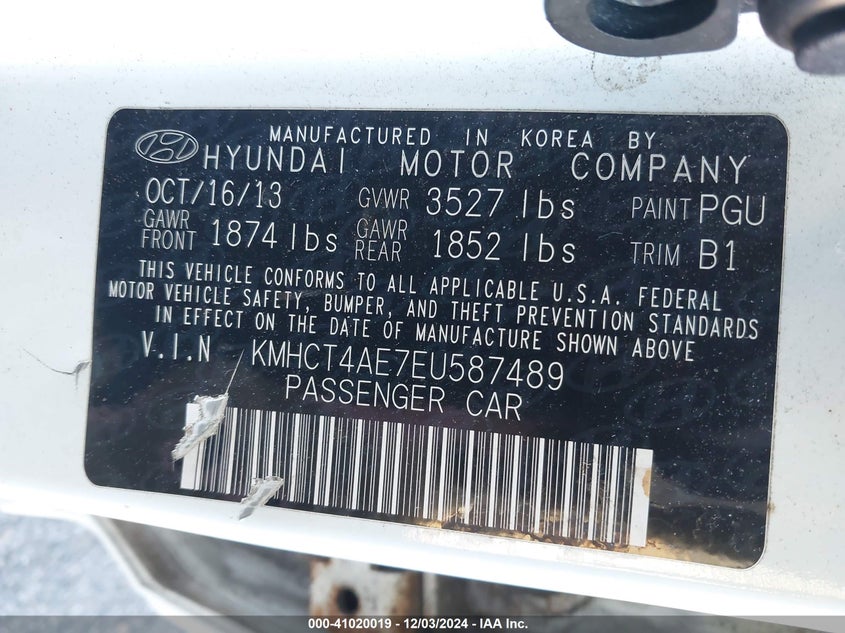 MANUFACTURED IN KOREA BY
HYUNDAI MOTOR COMPANY
OCT/16/13 GVWR 3527 lbs PAINT PGU
GAWR FRONT 1874 lbs GAWR REAR 1852 lbs TRIM B1
THIS VEHICLE CONFORMS TO ALL APPLICABLE U.S.A. FEDERAL
MOTOR VEHICLE SAFETY, BUMPER, AND THEFT PREVENTION STANDARDS
IN EFFECT ON THE DATE OF MANUFACTURE SHOWN ABOVE
V.I.N KMHCT4AE7EU587489
PASSENGER CAR
000-41020019 - 12/03/2024 - IAA Inc.